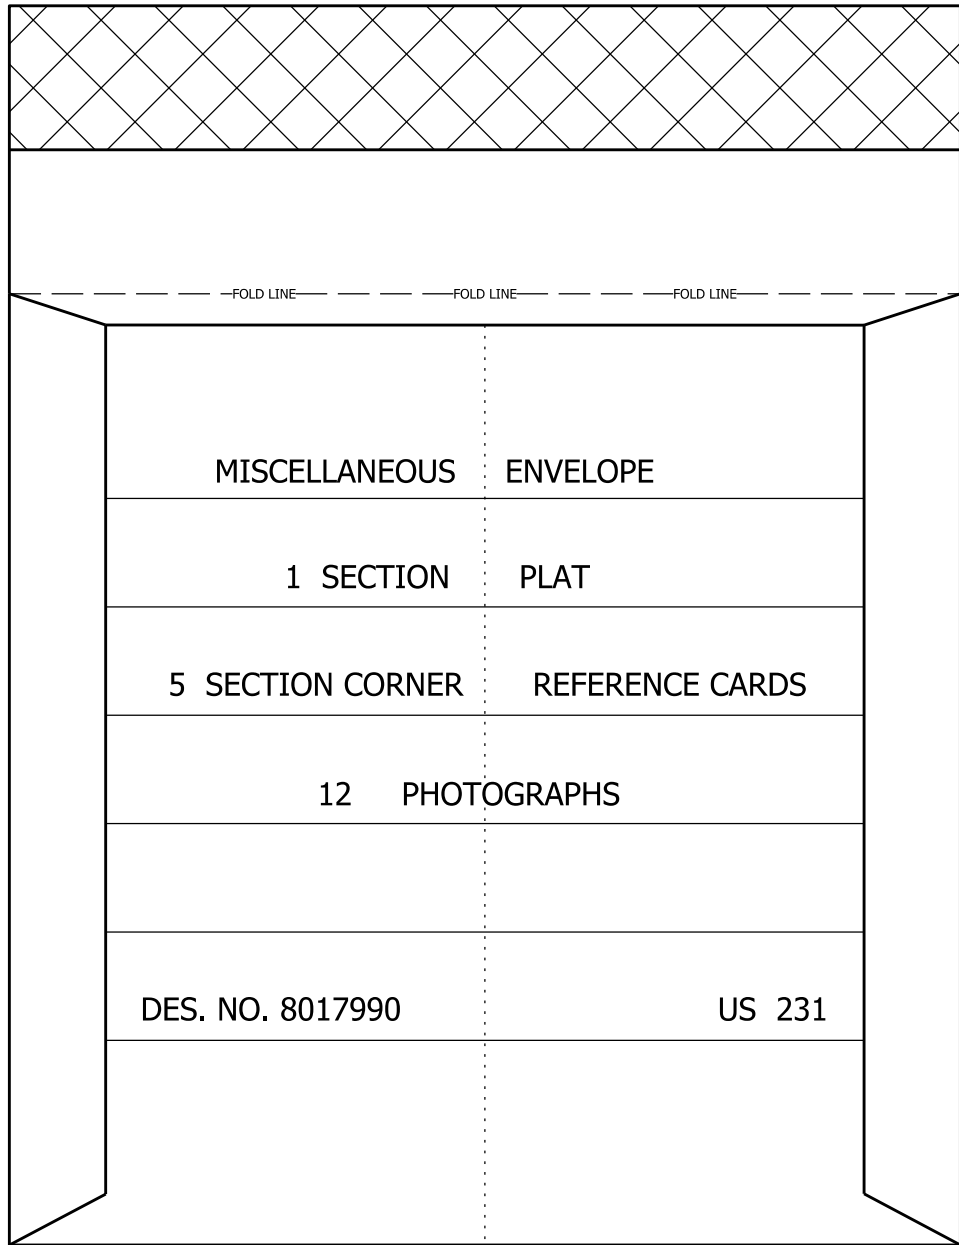 FOLD LINE FOLD LINE FOLD LINE
MISCELLANEOUS ENVELOPE
1 SECTION PLAT
5 SECTION CORNER REFERENCE CARDS
12 PHOTOGRAPHS
DES. NO. 8017990 US 231